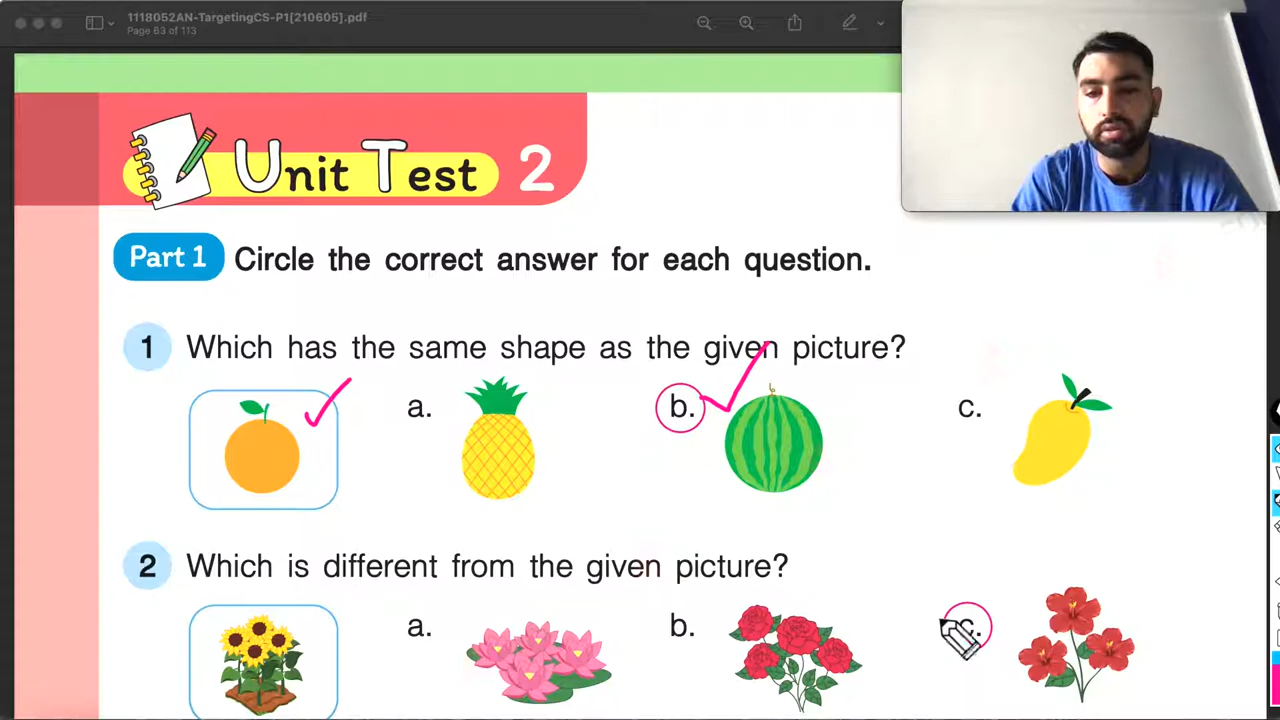 1118052AN-TargetingCS-P1[210605].pdf
Page 63 of 113
Unit Test 2
Part 1 Circle the correct answer for each question.
1 Which has the same shape as the given picture?
a. b. c.
2 Which is different from the given picture?
a. b. c.